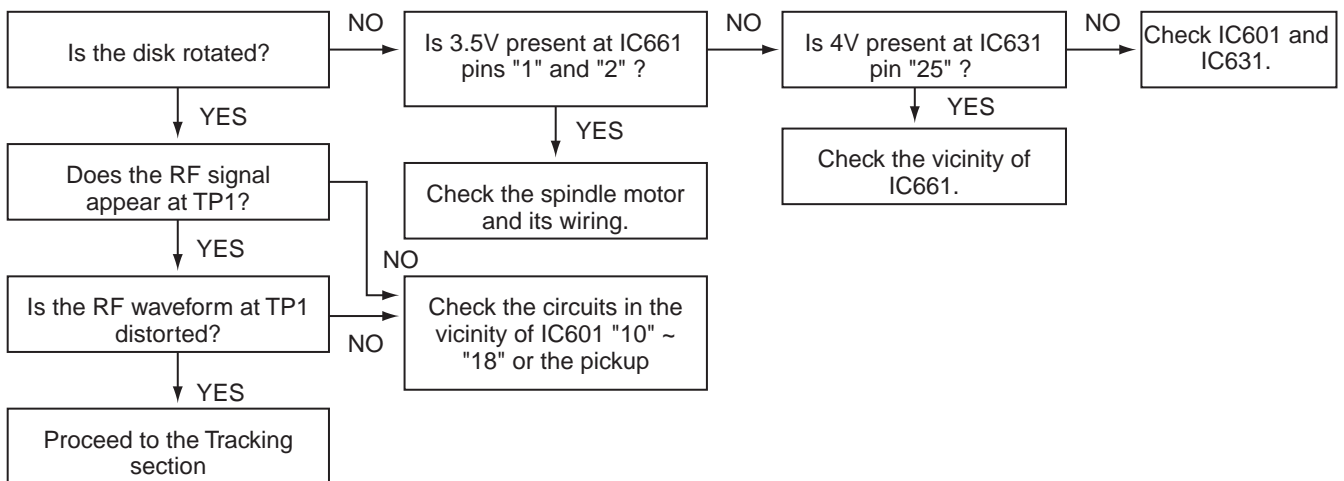 Is the disk rotated?
NO
Is 3.5V present at IC661
pins "1" and "2" ?
NO
Is 4V present at IC631
pin "25" ?
NO
Check IC601 and
IC631.
YES
YES
YES
Does the RF signal
appear at TP1?
Check the spindle motor
and its wiring.
Check the vicinity of
IC661.
YES
NO
Is the RF waveform at TP1
distorted?
NO
Check the circuits in the
vicinity of IC601 "10" ~
"18" or the pickup
YES
Proceed to the Tracking
section